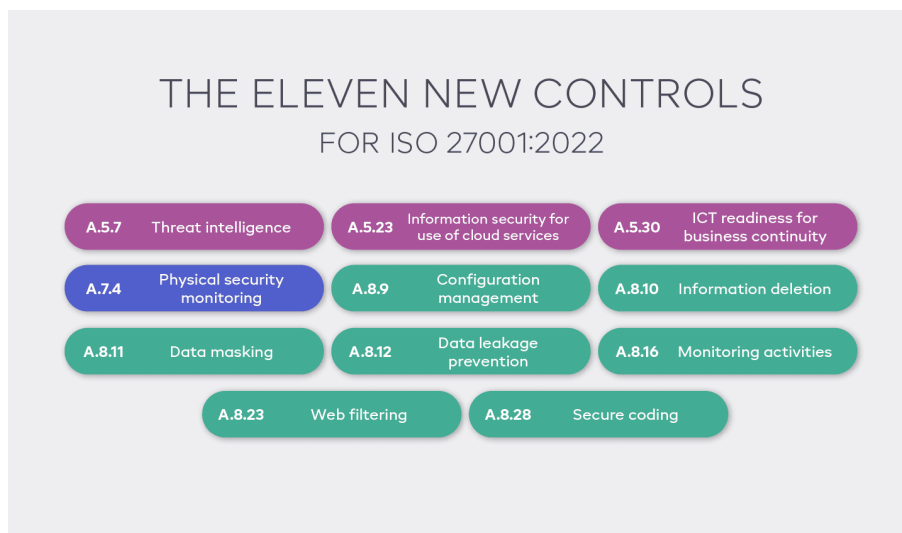 THE ELEVEN NEW CONTROLS
FOR ISO 27001:2022
A.5.7 Threat intelligence
A.5.23 Information security for
use of cloud services
A.5.30 ICT readiness for
business continuity
A.7.4 Physical security
monitoring
A.8.9 Configuration
management
A.8.10 Information deletion
A.8.11 Data masking
A.8.12 Data leakage
prevention
A.8.16 Monitoring activities
A.8.23 Web filtering
A.8.28 Secure coding